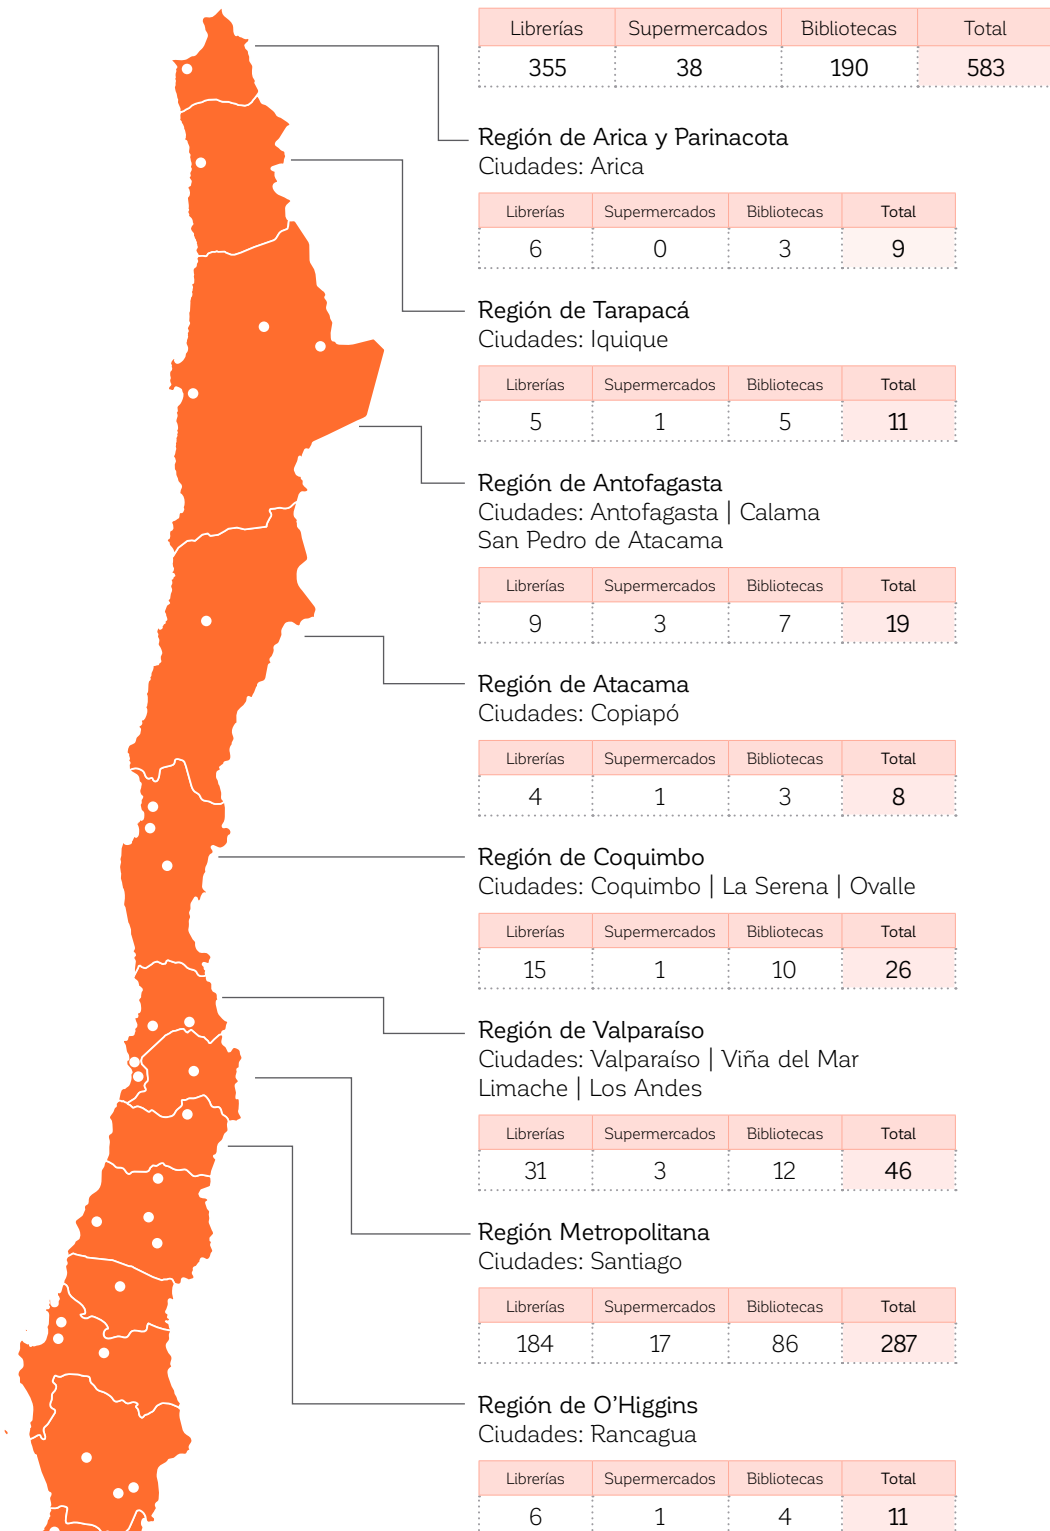 Librerías Supermercados Bibliotecas Total
355 38 190 583
Región de Arica y Parinacota
Ciudades: Arica
Librerías Supermercados Bibliotecas Total
6 0 3 9
Región de Tarapacá
Ciudades: Iquique
Librerías Supermercados Bibliotecas Total
5 1 5 11
Región de Antofagasta
Ciudades: Antofagasta | Calama
San Pedro de Atacama
Librerías Supermercados Bibliotecas Total
9 3 7 19
Región de Atacama
Ciudades: Copiapó
Librerías Supermercados Bibliotecas Total
4 1 3 8
Región de Coquimbo
Ciudades: Coquimbo | La Serena | Ovalle
Librerías Supermercados Bibliotecas Total
15 1 10 26
Región de Valparaíso
Ciudades: Valparaíso | Viña del Mar
Limache | Los Andes
Librerías Supermercados Bibliotecas Total
31 3 12 46
Región Metropolitana
Ciudades: Santiago
Librerías Supermercados Bibliotecas Total
184 17 86 287
Región de O’Higgins
Ciudades: Rancagua
Librerías Supermercados Bibliotecas Total
6 1 4 11